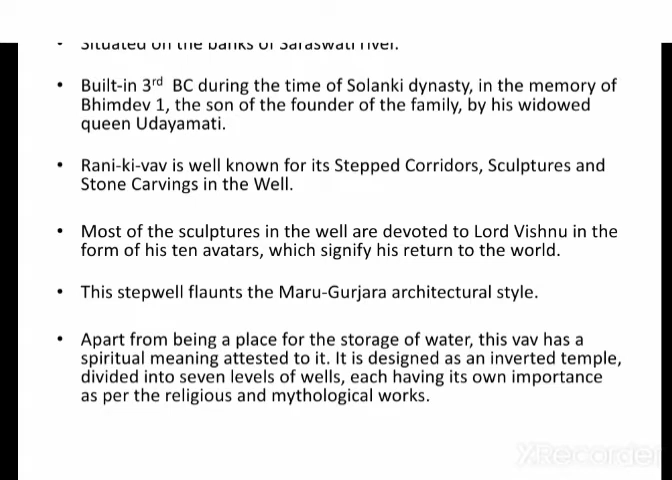 • Situated on the banks of Saraswati river.
• Built-in 3rd BC during the time of Solanki dynasty, in the memory of
Bhimdev 1, the son of the founder of the family, by his widowed
queen Udayamati.
• Rani-ki-vav is well known for its Stepped Corridors, Sculptures and
Stone Carvings in the Well.
• Most of the sculptures in the well are devoted to Lord Vishnu in the
form of his ten avatars, which signify his return to the world.
• This stepwell flaunts the Maru-Gurjara architectural style.
• Apart from being a place for the storage of water, this vav has a
spiritual meaning attested to it. It is designed as an inverted temple,
divided into seven levels of wells, each having its own importance
as per the religious and mythological works.
XRecorder